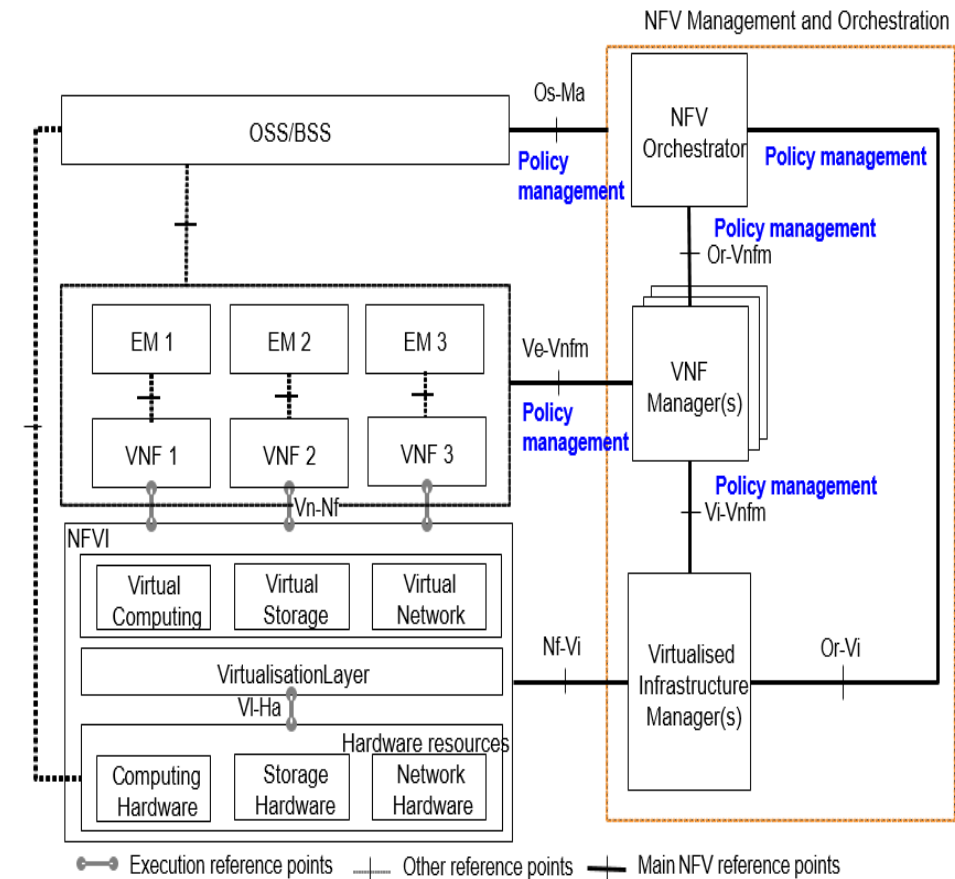 NFV Management and Orchestration
Os-Ma
OSS/BSS
NFV
Orchestrator
Policy
management
Policy management
Policy management
Or-Vnfm
EM 1
EM 2
EM 3
Ve-Vnfm
VNF
Manager(s)
Policy
management
VNF 1
VNF 2
VNF 3
Policy management
Vi-Vnfm
Vn-Nf
NFVI
Virtual
Computing
Virtual
Storage
Virtual
Network
Nf-Vi
Virtualised
Infrastructure
Manager(s)
Or-Vi
VirtualisationLayer
Vl-Ha
Hardware resources
Computing
Hardware
Storage
Hardware
Network
Hardware
Execution reference points
Other reference points
Main NFV reference points